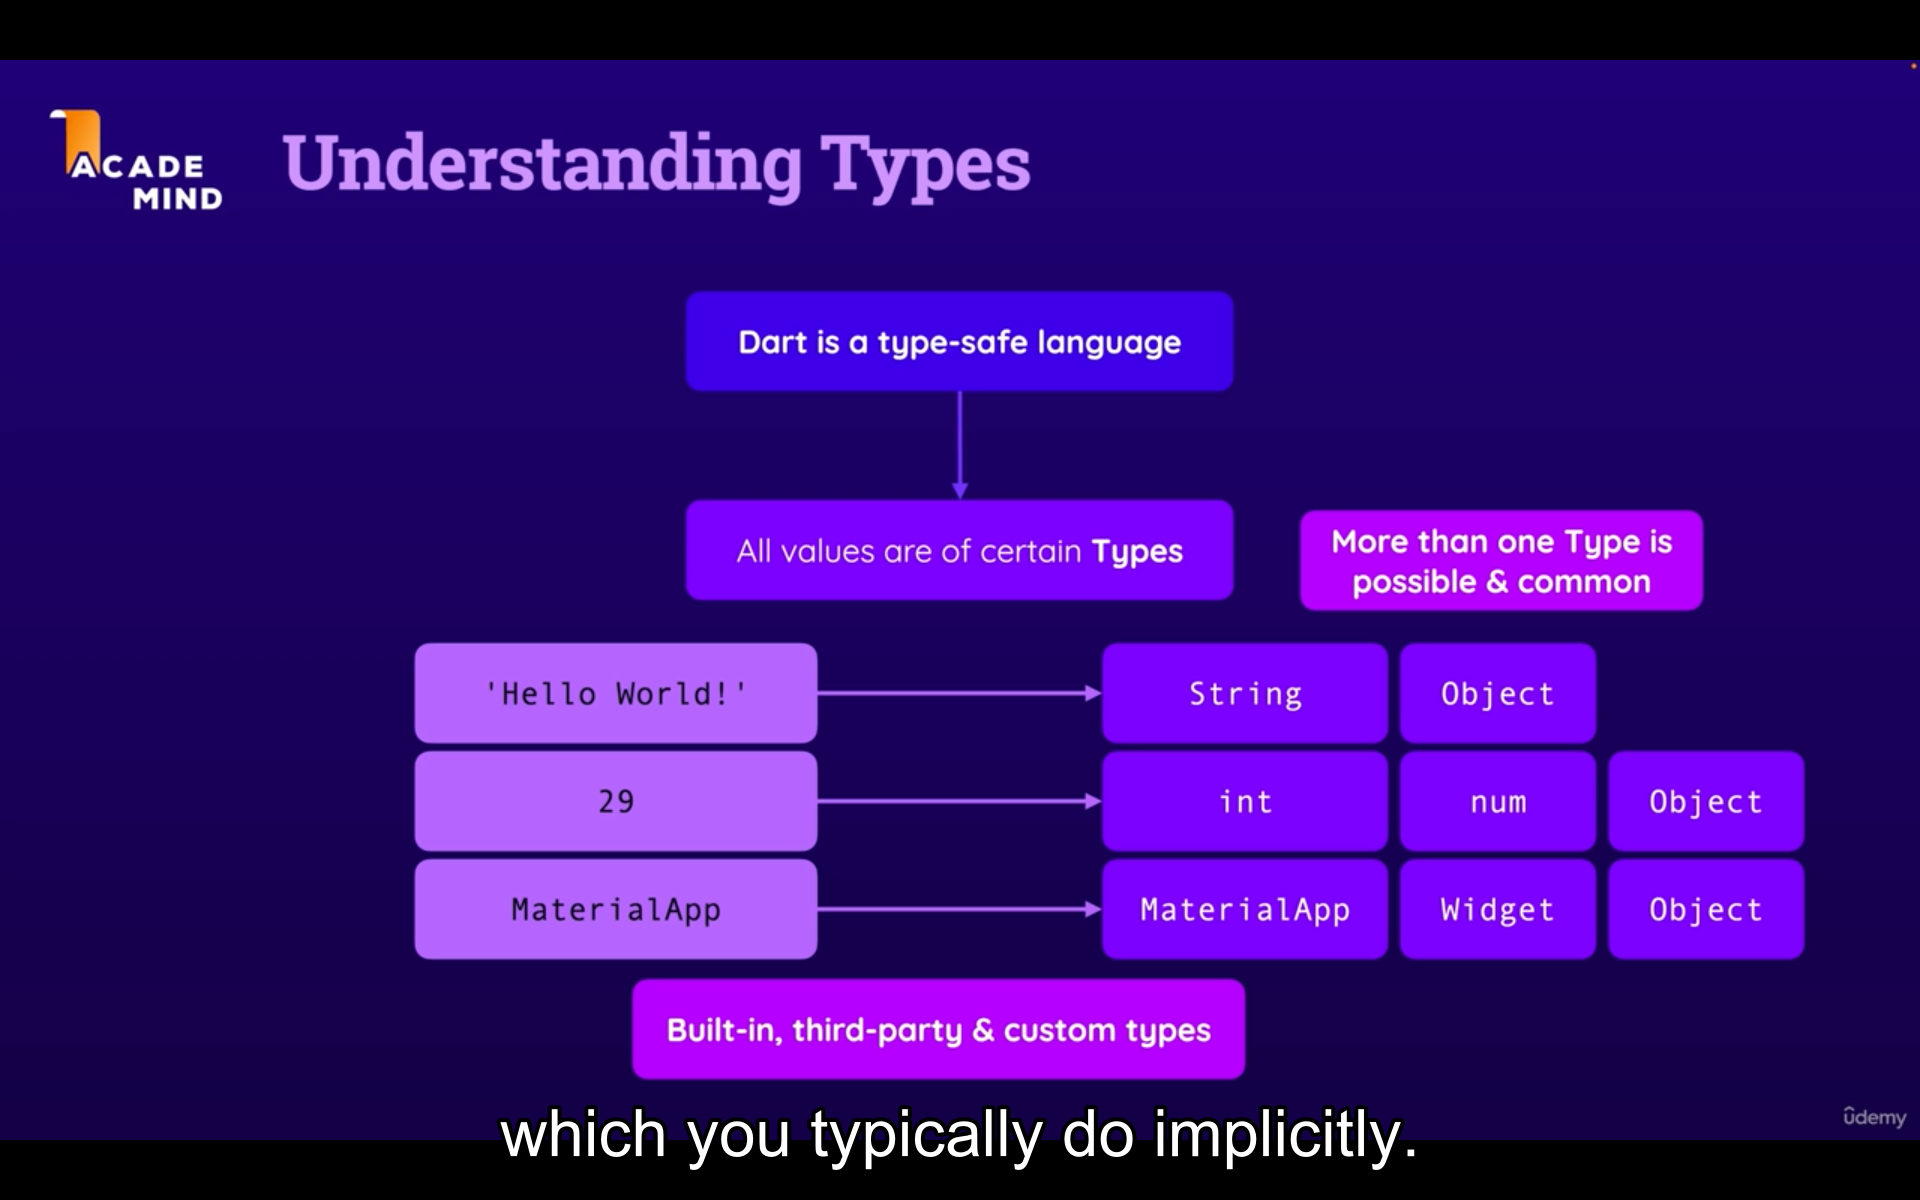 ACADE
MIND
Understanding Types
Dart is a type-safe language
All values are of certain Types
More than one Type is
possible & common
'Hello World!'
String
Object
29
int
num
Object
MaterialApp
MaterialApp
Widget
Object
Built-in, third-party & custom types
which you typically do implicitly.
ûdemy